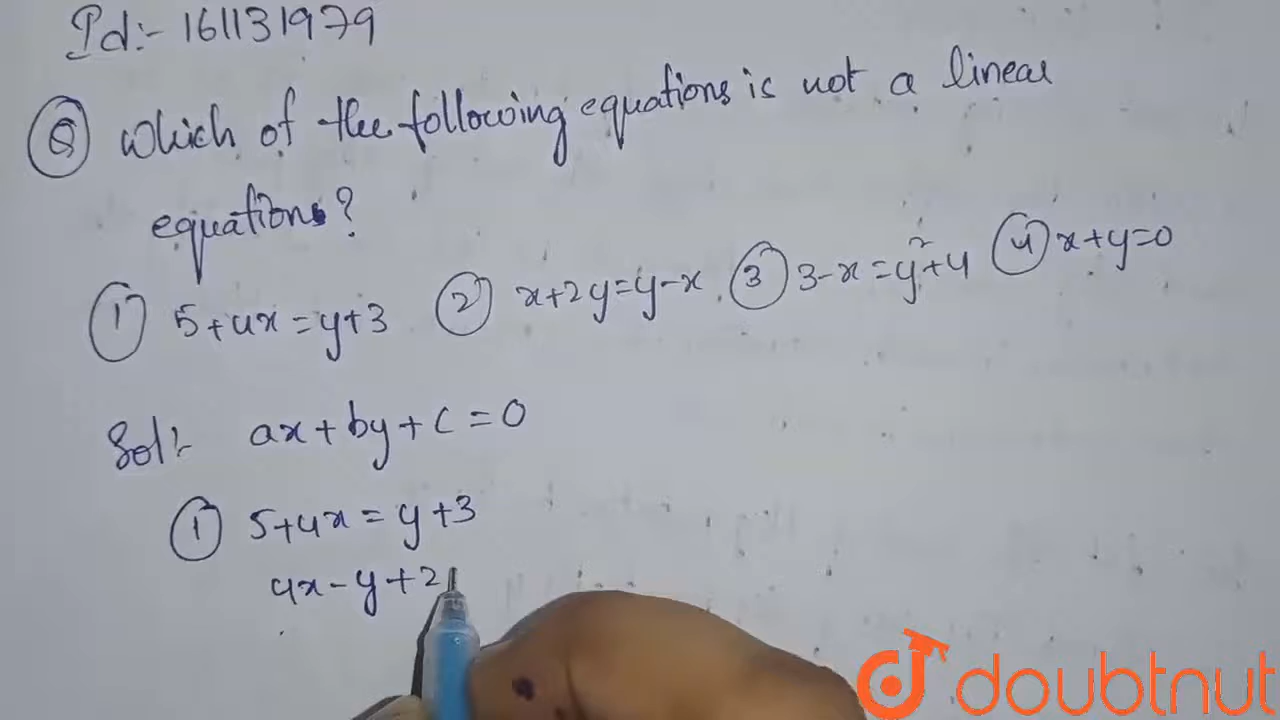 Id:- 161131979
Q Which of the following equations is not a linear
equations?
1 5+4x=y+3 2 x+2y=y-x 3 3-x=y²+4 4 x+y=0
Sol:- ax+by+c=0
1 5+4x=y+3
4x-y+2
doubtnut